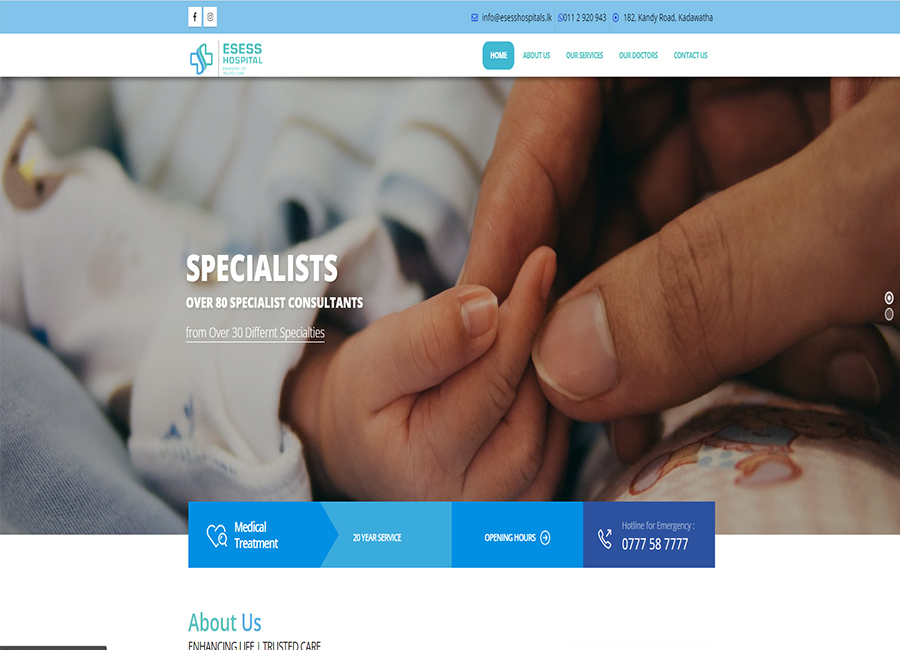 info@esesshospitals.lk 011 2 920 943 182, Kandy Road, Kadawatha
ESESS
HOSPITAL
HOME ABOUT US OUR SERVICES OUR DOCTORS CONTACT US
SPECIALISTS
OVER 80 SPECIALIST CONSULTANTS
from Over 30 Differnt Specialties
Medical
Treatment
20 YEAR SERVICE
OPENING HOURS
Hotline for Emergency :
0777 58 7777
About Us
ENHANCING LIFE | TRUSTED CARE